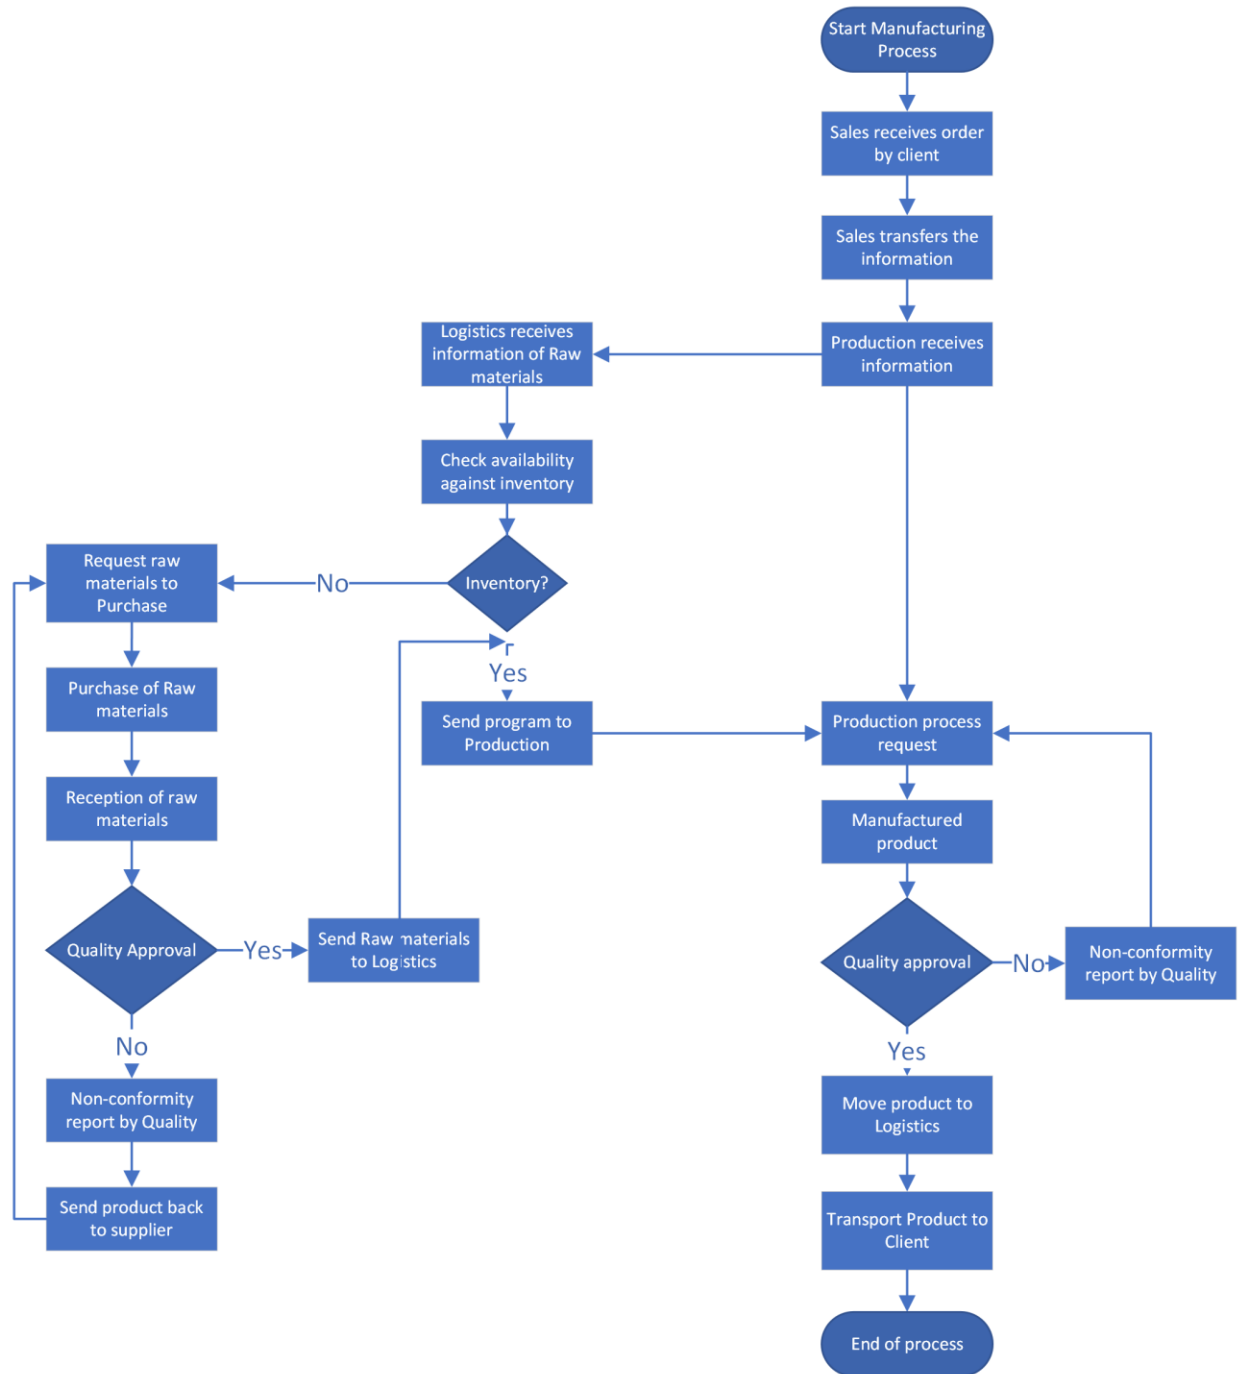 Start Manufacturing
Process
Sales receives order
by client
Sales transfers the
information
Logistics receives
information of Raw
materials
Production receives
information
Check availability
against inventory
Request raw
materials to
Purchase
No
Inventory?
Yes
Purchase of Raw
materials
Send program to
Production
Production process
request
Reception of raw
materials
Manufactured
product
Quality Approval
Yes
Send Raw materials
to Logistics
Quality approval
No
Non-conformity
report by Quality
No
Yes
Non-conformity
report by Quality
Move product to
Logistics
Send product back
to supplier
Transport Product to
Client
End of process